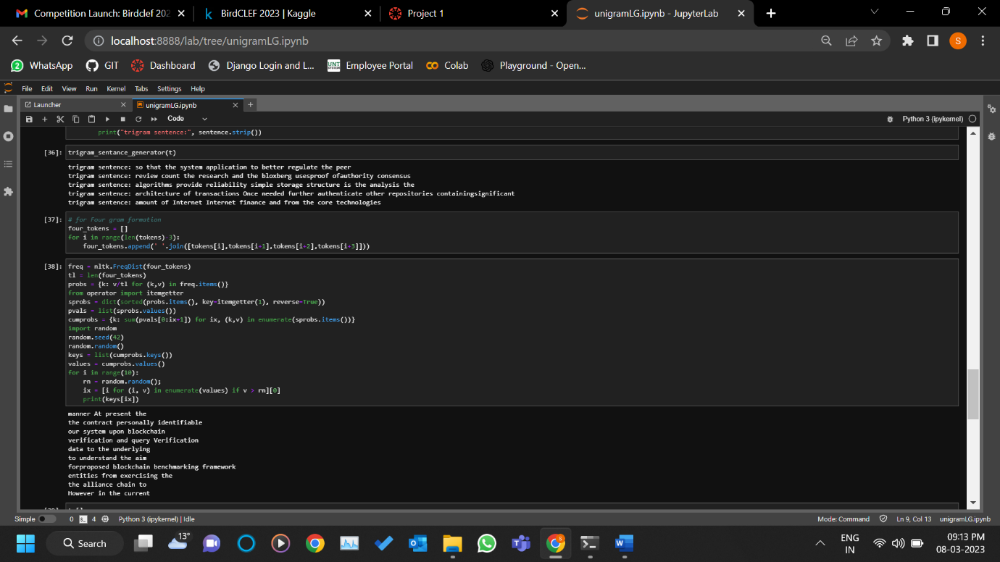 Competition Launch: Birdclef 202
BirdCLEF 2023 | Kaggle
Project 1
unigramLG.ipynb - JupyterLab
localhost:8888/lab/tree/unigramLG.ipynb
S
2 WhatsApp GIT Dashboard Django Login and L... UNT SYSTEM Employee Portal Colab Playground - Open...
File Edit View Run Kernel Tabs Settings Help
Launcher unigramLG.ipynb
Code Python 3 (ipykernel)
print("trigram sentence:", sentence.strip())
[36]: trigram_sentance_generator(t)
trigram sentence: so that the system application to better regulate the peer
trigram sentence: review count the research and the bloxberg usesproof ofauthority consensus
trigram sentence: algorithms provide reliability simple storage structure is the analysis the
trigram sentence: architecture of transactions Once needed further authenticate other repositories containingsignificant
trigram sentence: amount of Internet Internet finance and from the core technologies
[37]: # for Four gram formation
four_tokens = []
for i in range(len(tokens)-3):
four_tokens.append(' '.join([tokens[i],tokens[i+1],tokens[i+2],tokens[i+3]]))
[38]: freq = nltk.FreqDist(four_tokens)
tl = len(four_tokens)
probs = {k: v/tl for (k,v) in freq.items()}
from operator import itemgetter
sprobs = dict(sorted(probs.items(), key=itemgetter(1), reverse=True))
pvals = list(sprobs.values())
cumprobs = {k: sum(pvals[0:ix+1]) for ix, (k,v) in enumerate(sprobs.items())}
import random
random.seed(42)
random.random()
keys = list(cumprobs.keys())
values = cumprobs.values()
for i in range(10):
rn = random.random();
ix = [i for (i, v) in enumerate(values) if v > rn][0]
print(keys[ix])
manner At present the
the contract personally identifiable
our system upon blockchain
verification and query Verification
data to the underlying
to understand the aim
forproposed blockchain benchmarking framework
entities from exercising the
the alliance chain to
However in the current
Simple 0 4 Python 3 (ipykernel) | Idle Mode: Command Ln 9, Col 13 unigramLG.ipynb
Search 13° ENG IN 09:13 PM
08-03-2023